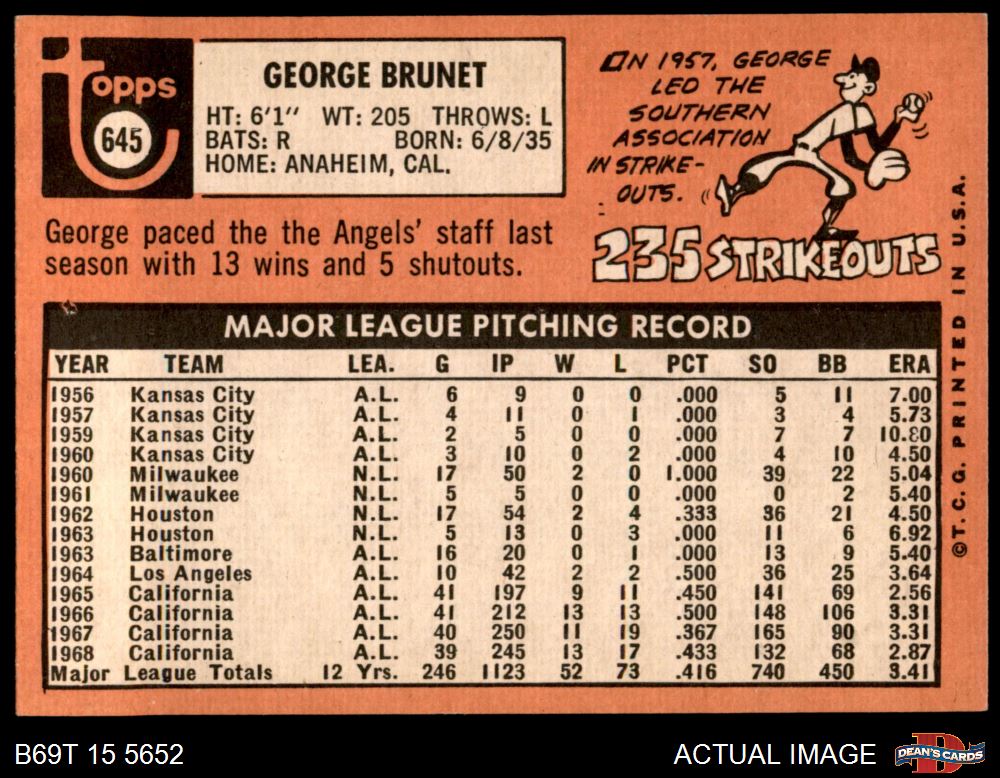 topps
645
GEORGE BRUNET
HT: 6'1" WT: 205 THROWS: L
BATS: R BORN: 6/8/35
HOME: ANAHEIM, CAL.
ON 1957, GEORGE
LED THE
SOUTHERN
ASSOCIATION
IN STRIKE-
OUTS.
235 STRIKEOUTS
George paced the the Angels' staff last
season with 13 wins and 5 shutouts.
MAJOR LEAGUE PITCHING RECORD
YEAR TEAM LEA. G IP W L PCT SO BB ERA
1956 Kansas City A.L. 6 9 0 0 .000 5 11 7.00
1957 Kansas City A.L. 4 11 0 1 .000 3 4 5.73
1959 Kansas City A.L. 2 5 0 0 .000 7 7 10.80
1960 Kansas City A.L. 3 10 0 2 .000 4 10 4.50
1960 Milwaukee N.L. 17 50 2 0 1.000 39 22 5.04
1961 Milwaukee N.L. 5 5 0 0 .000 0 2 5.40
1962 Houston N.L. 17 54 2 4 .333 36 21 4.50
1963 Houston N.L. 5 13 0 3 .000 11 6 6.92
1963 Baltimore A.L. 16 20 0 1 .000 13 9 5.40
1964 Los Angeles A.L. 10 42 2 2 .500 36 25 3.64
1965 California A.L. 41 197 9 11 .450 141 69 2.56
1966 California A.L. 41 212 13 13 .500 148 106 3.31
1967 California A.L. 40 250 11 19 .367 165 90 3.31
1968 California A.L. 39 245 13 17 .433 132 68 2.87
Major League Totals 12 Yrs. 246 1123 52 73 .416 740 450 3.41
©T.C.G. PRINTED IN U.S.A.
B69T 15 5652
ACTUAL IMAGE
DEAN'S CARDS